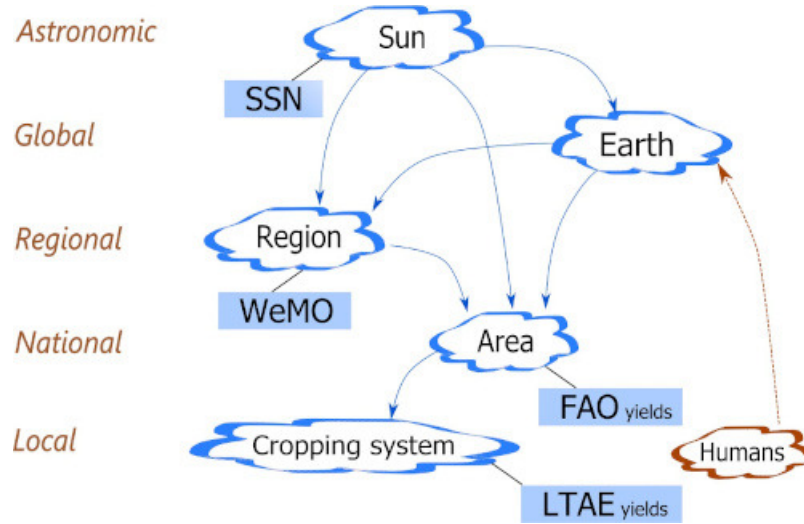 Astronomic
Sun
SSN
Global
Earth
Regional
Region
WeMO
National
Area
FAO yields
Local
Cropping system
Humans
LTAE yields